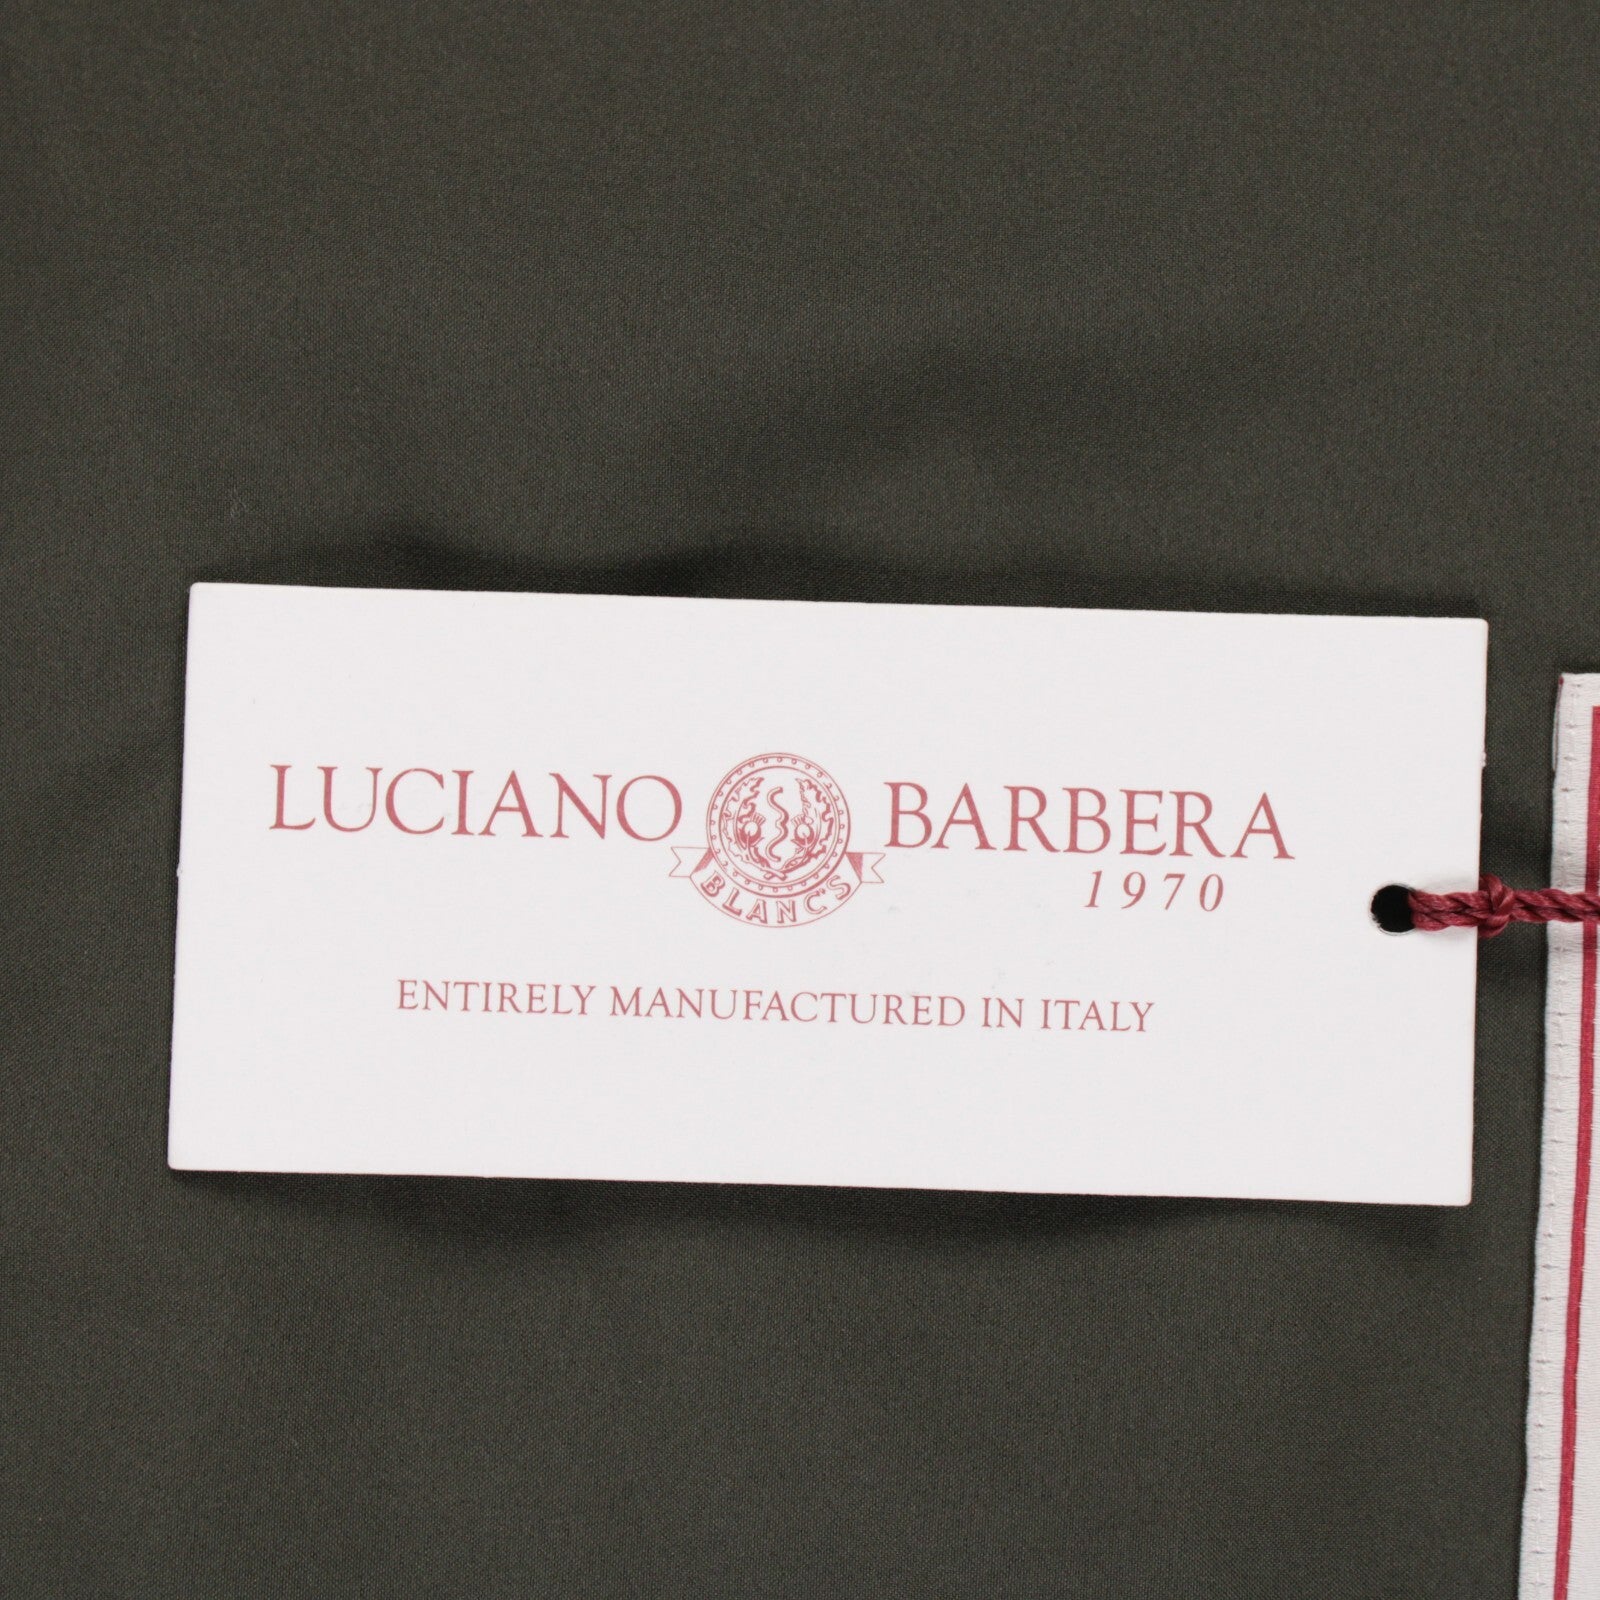 LUCIANO BARBERA
BLANC'S
1970
ENTIRELY MANUFACTURED IN ITALY